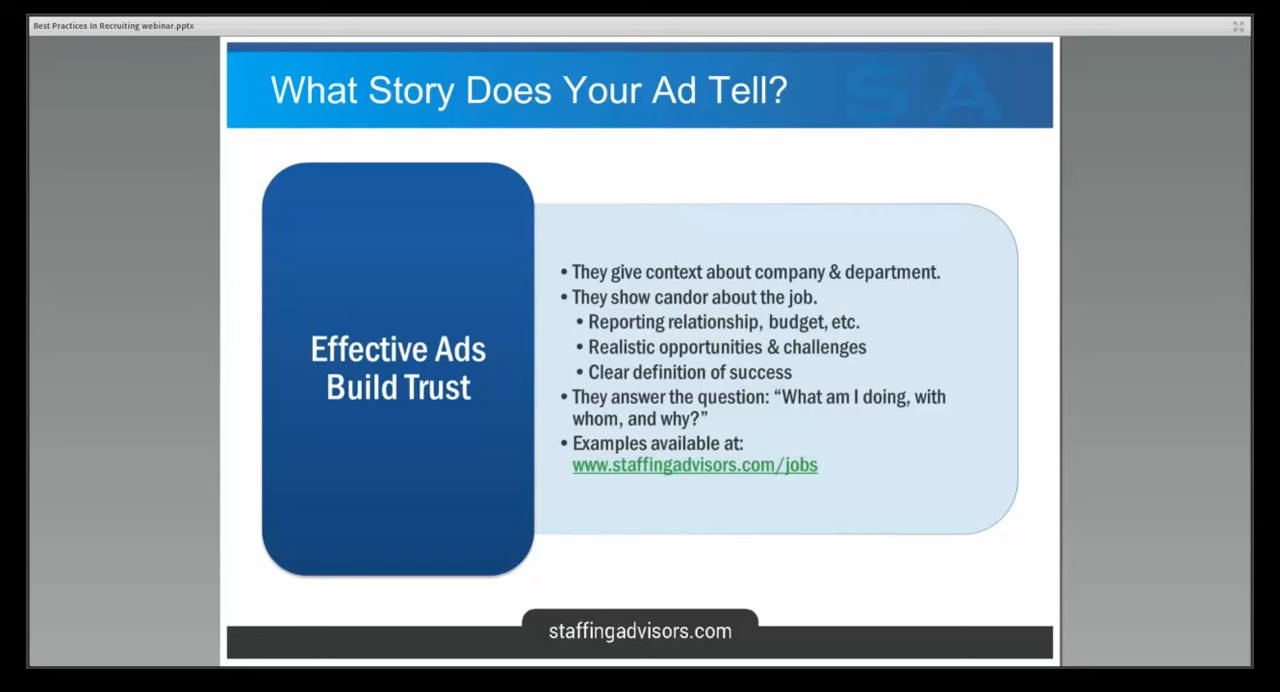 Best Practices In Recruiting webinar.pptx
What Story Does Your Ad Tell?
SA
Effective Ads
Build Trust
• They give context about company & department.
• They show candor about the job.
• Reporting relationship, budget, etc.
• Realistic opportunities & challenges
• Clear definition of success
• They answer the question: “What am I doing, with
whom, and why?”
• Examples available at:
www.staffingadvisors.com/jobs
staffingadvisors.com